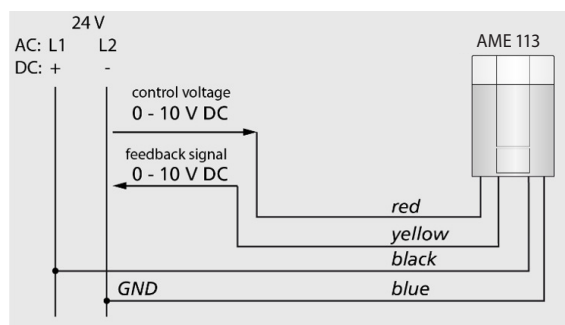 24 V
AC: L1 L2
DC: + -
AME 113
control voltage
0 - 10 V DC
feedback signal
0 - 10 V DC
red
yellow
black
GND blue